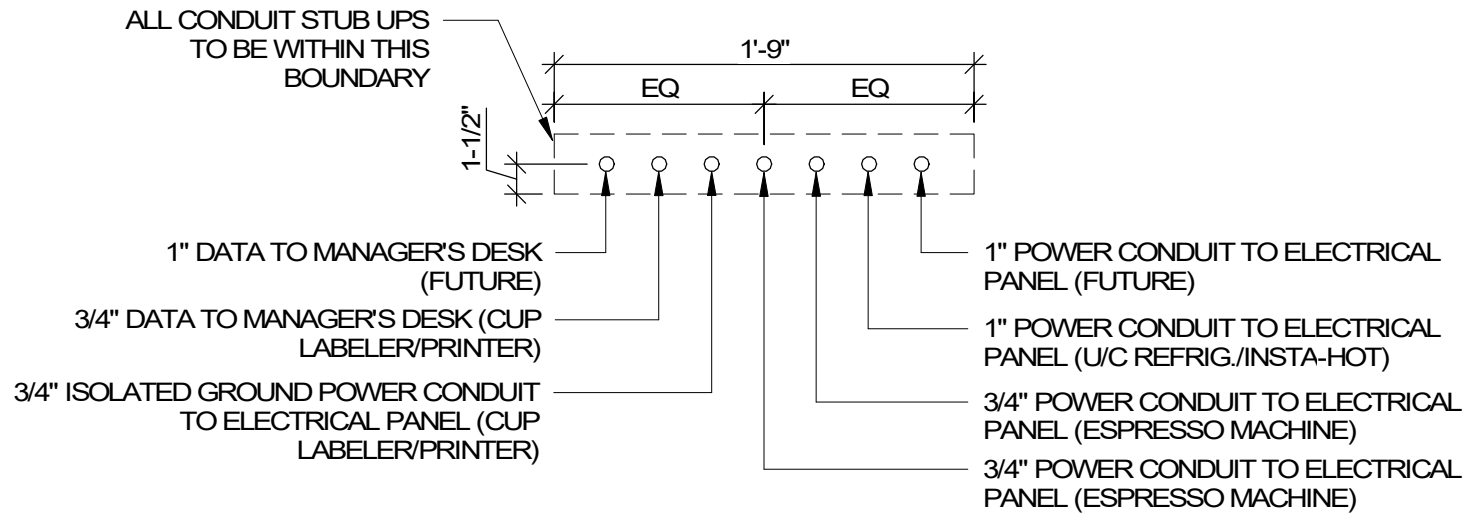 ALL CONDUIT STUB UPS
TO BE WITHIN THIS
BOUNDARY
1'-9"
EQ
EQ
1-1/2"
1" DATA TO MANAGER'S DESK
(FUTURE)
3/4" DATA TO MANAGER'S DESK (CUP
LABELER/PRINTER)
3/4" ISOLATED GROUND POWER CONDUIT
TO ELECTRICAL PANEL (CUP
LABELER/PRINTER)
1" POWER CONDUIT TO ELECTRICAL
PANEL (FUTURE)
1" POWER CONDUIT TO ELECTRICAL
PANEL (U/C REFRIG./INSTA-HOT)
3/4" POWER CONDUIT TO ELECTRICAL
PANEL (ESPRESSO MACHINE)
3/4" POWER CONDUIT TO ELECTRICAL
PANEL (ESPRESSO MACHINE)